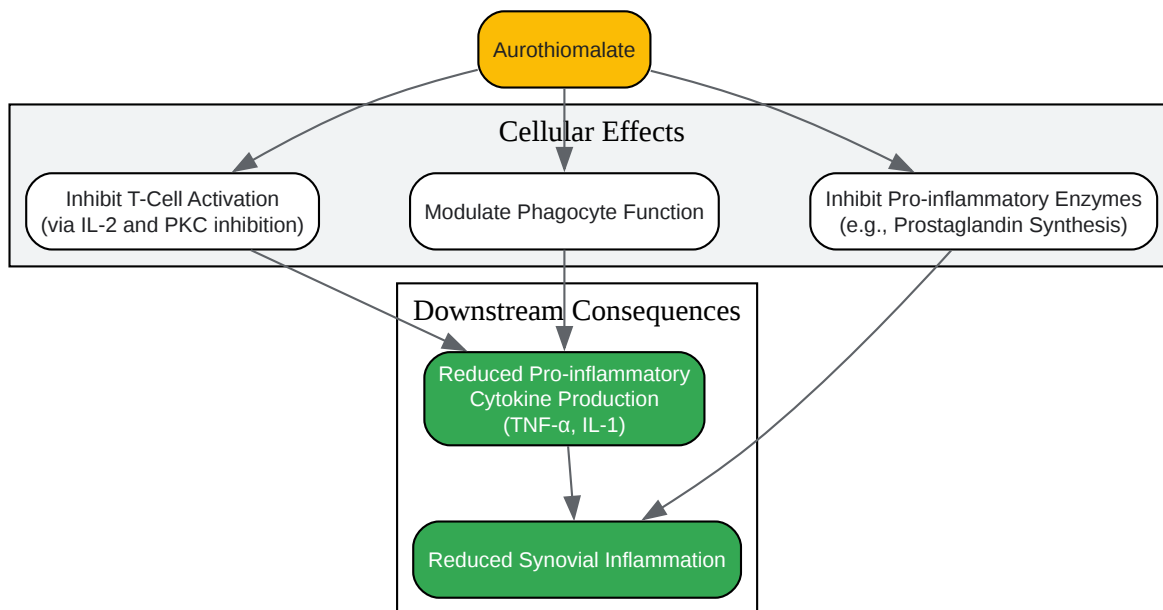 Aurothiomalate
Cellular Effects
Inhibit T-Cell Activation
(via IL-2 and PKC inhibition)
Modulate Phagocyte Function
Inhibit Pro-inflammatory Enzymes
(e.g., Prostaglandin Synthesis)
Downstream Consequences
Reduced Pro-inflammatory
Cytokine Production
(TNF-α, IL-1)
Reduced Synovial Inflammation